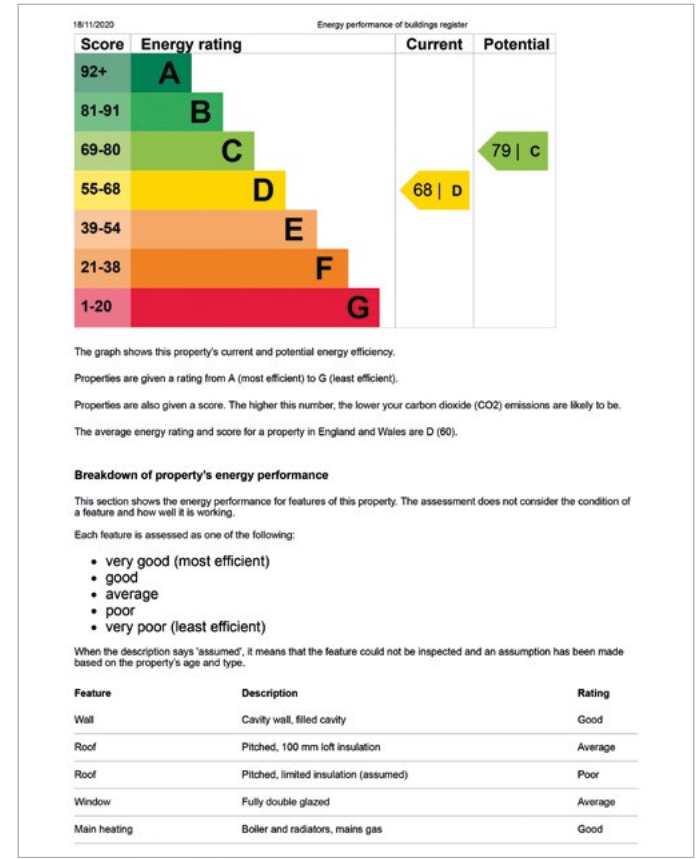 18/11/2020 Energy performance of buildings register
Score Energy rating Current Potential
92+ A
81-91 B
69-80 C 79 | C
55-68 D 68 | D
39-54 E
21-38 F
1-20 G
The graph shows this property's current and potential energy efficiency.
Properties are given a rating from A (most efficient) to G (least efficient).
Properties are also given a score. The higher this number, the lower your carbon dioxide (CO2) emissions are likely to be.
The average energy rating and score for a property in England and Wales are D (60).
Breakdown of property's energy performance
This section shows the energy performance for features of this property. The assessment does not consider the condition of
a feature and how well it is working.
Each feature is assessed as one of the following:
• very good (most efficient)
• good
• average
• poor
• very poor (least efficient)
When the description says 'assumed', it means that the feature could not be inspected and an assumption has been made
based on the property's age and type.
Feature Description Rating
Wall Cavity wall, filled cavity Good
Roof Pitched, 100 mm loft insulation Average
Roof Pitched, limited insulation (assumed) Poor
Window Fully double glazed Average
Main heating Boiler and radiators, mains gas Good